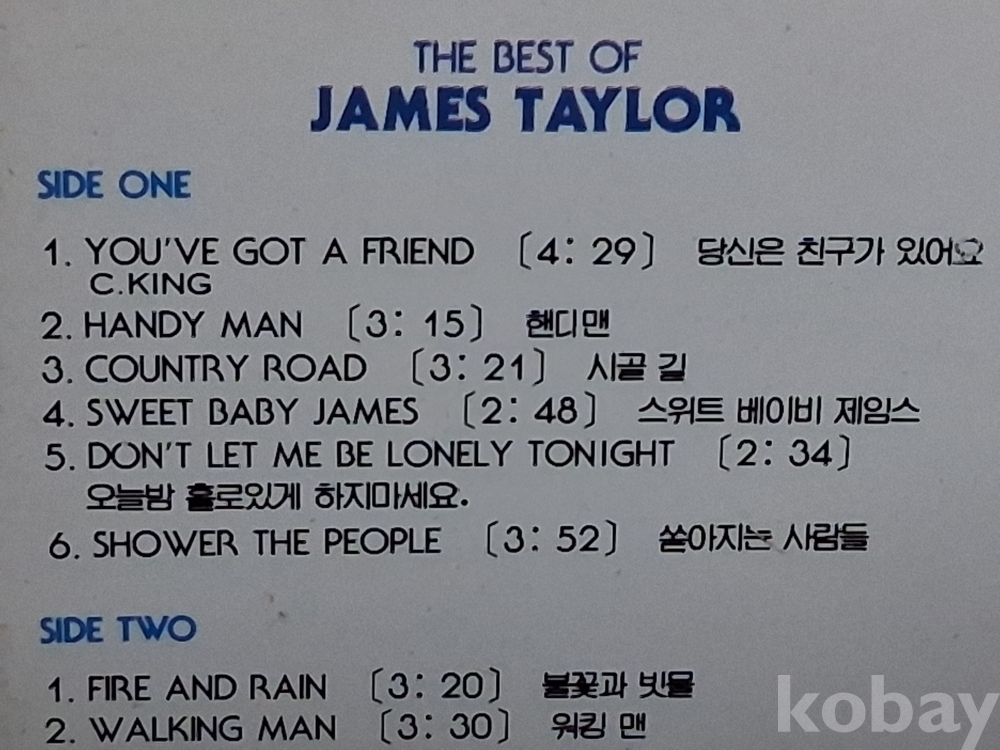 THE BEST OF
JAMES TAYLOR
SIDE ONE
1. YOU'VE GOT A FRIEND [4: 29] 당신은 친구가 있어요
C.KING
2. HANDY MAN [3: 15] 핸디맨
3. COUNTRY ROAD [3: 21] 시골 길
4. SWEET BABY JAMES [2: 48] 스위트 베이비 제임스
5. DON'T LET ME BE LONELY TONIGHT [2: 34]
오늘밤 홀로있게 하지마세요.
6. SHOWER THE PEOPLE [3: 52] 쏟아지는 사람들
SIDE TWO
1. FIRE AND RAIN [3: 20] 불꽃과 빗물
2. WALKING MAN [3: 30] 워킹 맨
kobay